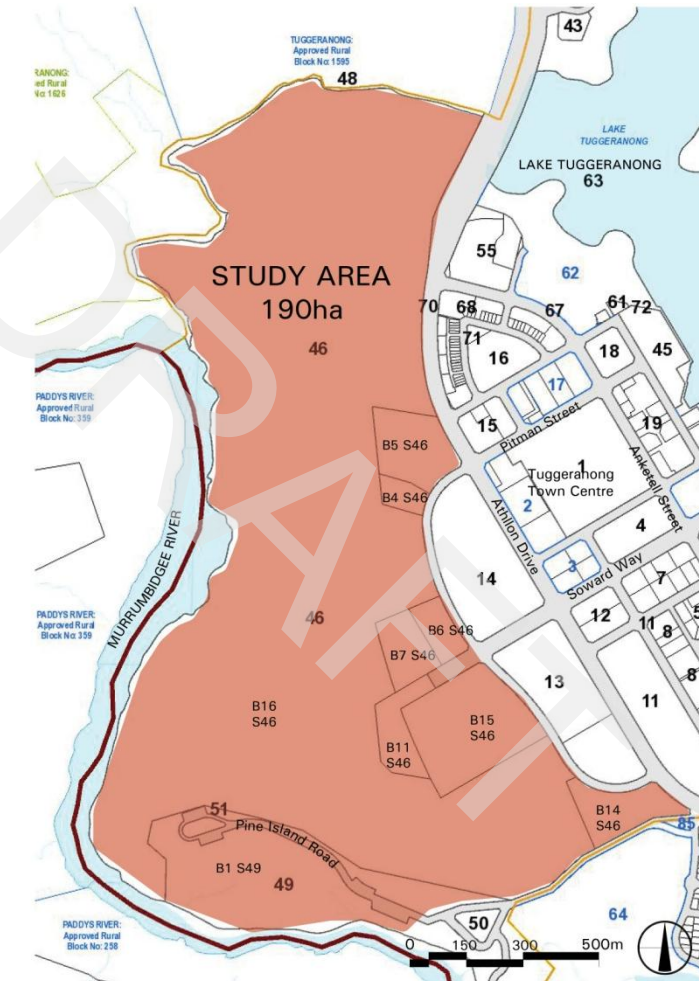 43
TUGGERANONG:
Approved Rural
Block No: 1595
48
RANONG:
ed Rural
No: 1626
LAKE
TUGGERANONG
LAKE TUGGERANONG
63
55
62
STUDY AREA
190ha
70
68
67
61
72
71
46
16
18
45
17
PADDYS RIVER:
Approved Rural
Block No: 359
15
Pitman Street
19
B5 S46
1
Tuggeranong
Town Centre
Anketell Street
B4 S46
2
Athllon Drive
4
MURRUMBIDGEE RIVER
14
3
Soward Way
7
PADDYS RIVER:
Approved Rural
Block No: 359
46
B6 S46
12
11
8
5
B7 S46
8
13
11
B16
S46
B15
S46
B11
S46
51
Pine Island Road
B14
S46
85
B1 S49
49
50
64
PADDYS RIVER:
Approved Rural
Block No: 258
0 150 300 500m
DRAFT